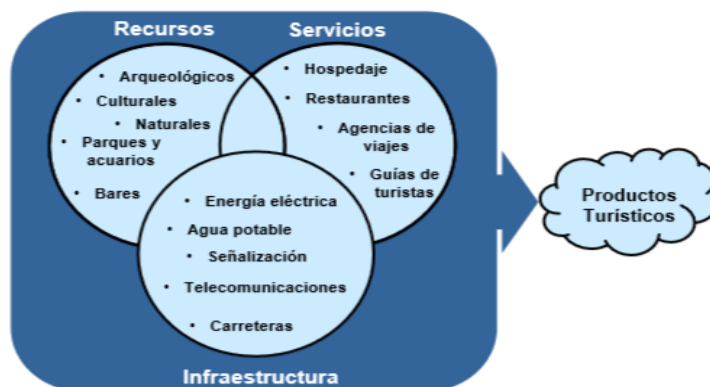 Recursos
Servicios
• Arqueológicos
• Culturales
• Naturales
• Parques y
acuarios
• Bares
• Hospedaje
• Restaurantes
• Agencias de
viajes
• Guías de
turistas
• Energía eléctrica
• Agua potable
• Señalización
• Telecomunicaciones
• Carreteras
Infraestructura
Productos
Turísticos